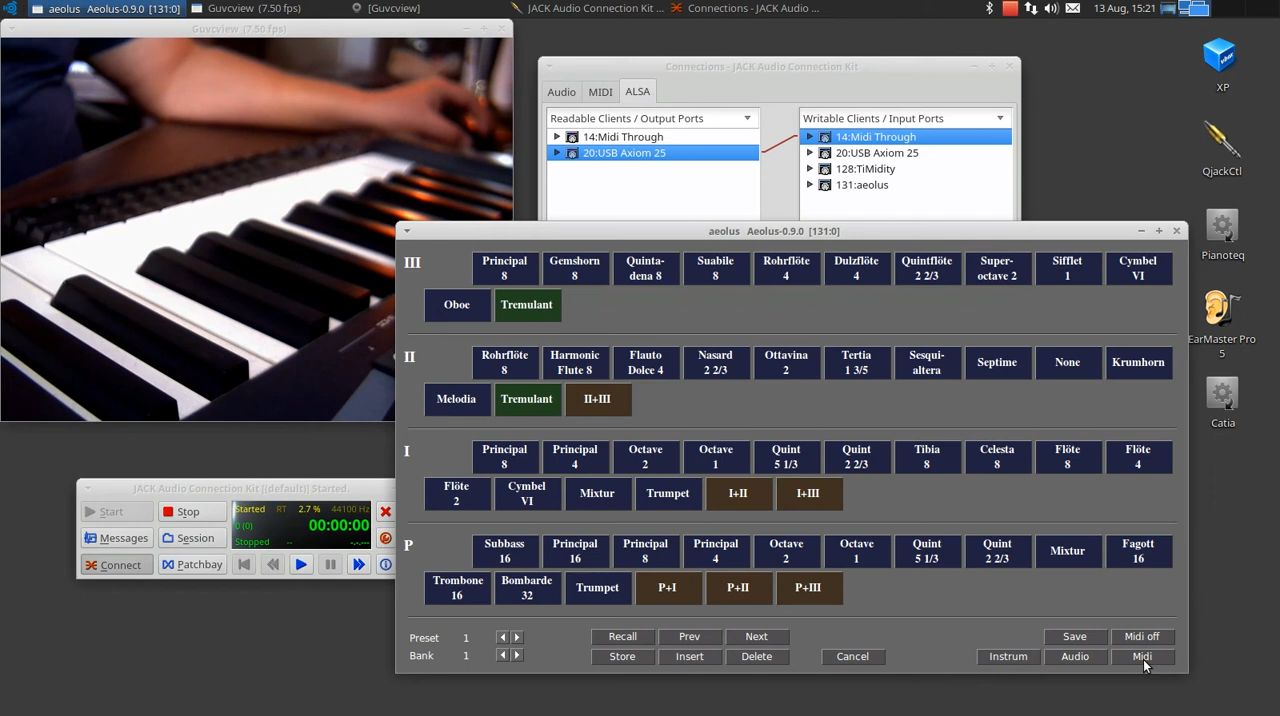 aeolus Aeolus-0.9.0 [131:0]
Guvcview (7.50 fps)
[Guvcview]
JACK Audio Connection Kit ...
Connections - JACK Audio ...
13 Aug, 15:21
Guvcview (7.50 fps)
Connections - JACK Audio Connection Kit
Audio
MIDI
ALSA
Readable Clients / Output Ports
Writable Clients / Input Ports
14:Midi Through
14:Midi Through
20:USB Axiom 25
20:USB Axiom 25
128:TiMidity
131:aeolus
XP
QjackCtl
Pianoteq
EarMaster Pro
5
Catia
aeolus Aeolus-0.9.0 [131:0]
III
Principal
8
Gemshorn
8
Quinta-
dena 8
Suabile
8
Rohrflöte
4
Dulzflöte
4
Quintflöte
2 2/3
Super-
octave 2
Sifflet
1
Cymbel
VI
Oboe
Tremulant
II
Rohrflöte
8
Harmonic
Flute 8
Flauto
Dolce 4
Nasard
2 2/3
Ottavina
2
Tertia
1 3/5
Sesqui-
altera
Septime
None
Krumhorn
Melodia
Tremulant
II+III
I
Principal
8
Principal
4
Octave
2
Octave
1
Quint
5 1/3
Quint
2 2/3
Tibia
8
Celesta
8
Flöte
8
Flöte
4
Flöte
2
Cymbel
VI
Mixtur
Trumpet
I+II
I+III
P
Subbass
16
Principal
16
Principal
8
Principal
4
Octave
2
Octave
1
Quint
5 1/3
Quint
2 2/3
Mixtur
Fagott
16
Trombone
16
Bombarde
32
Trumpet
P+I
P+II
P+III
Preset 1
Bank 1
Recall
Prev
Next
Save
Midi off
Store
Insert
Delete
Cancel
Instrum
Audio
Midi
JACK Audio Connection Kit [(default)] Started.
Start
Stop
Started RT 2.7 % 44100 Hz
0 (0) 00:00:00
Stopped -.-.---
Messages
Session
Connect
Patchbay